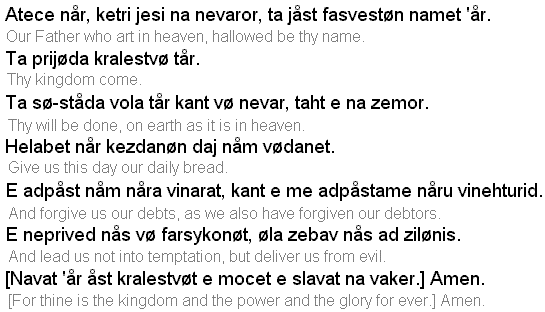 Atece når, ketri jesi na nevaror, ta jåst fasvestøn namet 'år.
Our Father who art in heaven, hallowed be thy name.
Ta prijøda kralestvø tår.
Thy kingdom come.
Ta sø-ståda vola tår kant vø nevar, taht e na zemor.
Thy will be done, on earth as it is in heaven.
Helabet når kezdanøn daj nåm vødanet.
Give us this day our daily bread.
E adpåst nåm nåra vinarat, kant e me adpåstame nåru vinehturid.
And forgive us our debts, as we also have forgiven our debtors.
E neprived nås vø farsykonøt, øla zebav nås ad zilønis.
And lead us not into temptation, but deliver us from evil.
[Navat 'år åst kralestvøt e mocet e slavat na vaker.] Amen.
[For thine is the kingdom and the power and the glory for ever.] Amen.